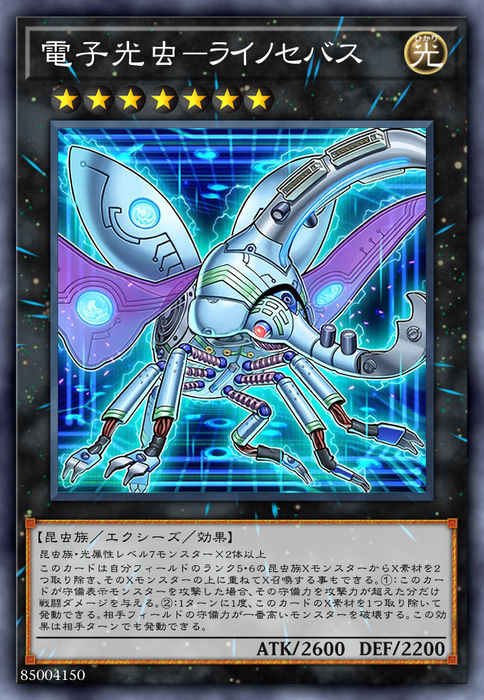 電子光虫－ライノセバス
ひかり
光
【昆虫族／エクシーズ／効果】
昆虫族・光属性レベル7モンスター×2体以上
このカードは自分フィールドのランク5・6の昆虫族XモンスターからX素材を2
つ取り除き、そのXモンスターの上に重ねてX召喚する事もできる。①：このカー
ドが守備表示モンスターを攻撃した場合、その守備力を攻撃力が超えた分だけ
戦闘ダメージを与える。②：1ターンに1度、このカードのX素材を1つ取り除いて
発動できる。相手フィールドの守備力が一番高いモンスターを破壊する。この効
果は相手ターンでも発動できる。
ATK/2600 DEF/2200
85004150